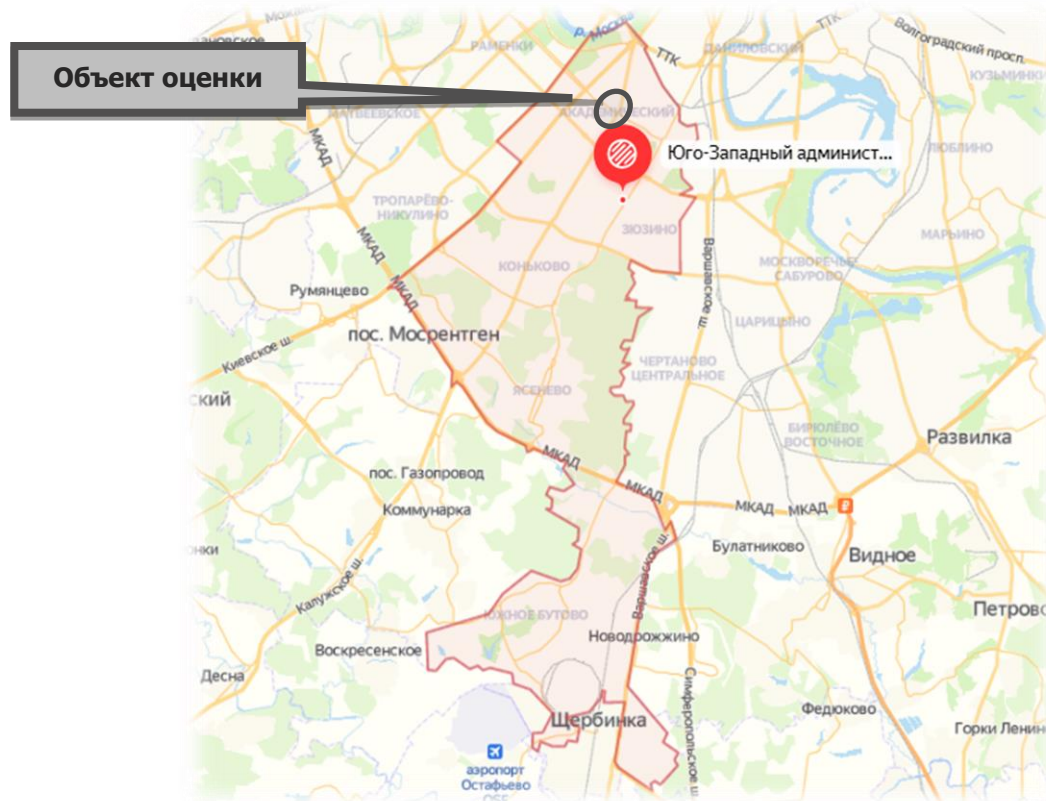 Объект оценки
р. Москва
ТТК
ТТК
Волгоградский просп.
РАМЕНКИ
ДАНИЛОВСКИЙ
КУЗЬМИНКИ
МАТВЕЕВСКОЕ
АКАДЕМИЧЕСКИЙ
МКАД
Юго-Западный админист...
ЛЮБЛИНО
ТРОПАРЁВО-
НИКУЛИНО
ЗЮЗИНО
МАРЬИНО
МКАД
КОНЬКОВО
Варшавское ш.
МОСКВОРЕЧЬЕ-
САБУРОВО
МКАД
Румянцево
ЦАРИЦЫНО
пос. Мосрентген
Киевское ш.
ЧЕРТАНОВО
ЦЕНТРАЛЬНОЕ
ЯСЕНЕВО
ский
БИРЮЛЁВО
ВОСТОЧНОЕ
Развилка
МКАД
пос. Газопровод
МКАД
Коммунарка
МКАД
МКАД
Булатниково
Видное
Калужское ш.
Варшавское ш.
Петрово
ЮЖНОЕ БУТОВО
Новодрожжино
Воскресенское
Десна
Симферопольское ш.
Федюково
Щербинка
Горки Ленин
аэропорт
Остафьево